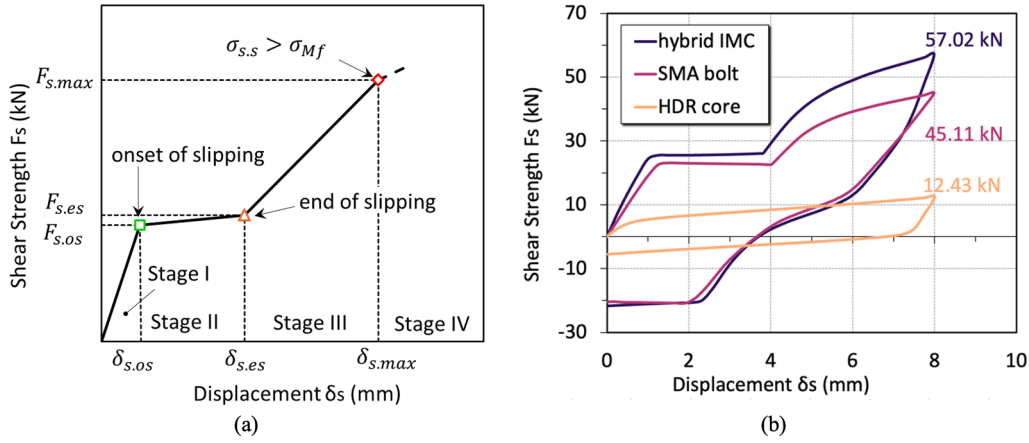 σs.s > σMf
Fs.max
onset of slipping
end of slipping
Fs.es
Fs.os
Shear Strength Fs (kN)
Stage I
Stage II
Stage III
Stage IV
δs.os
δs.es
δs.max
Displacement δs (mm)
(a)
70
50
30
10
-10
-30
Shear Strength Fs (kN)
hybrid IMC
SMA bolt
HDR core
57.02 kN
45.11 kN
12.43 kN
0 2 4 6 8 10
Displacement δs (mm)
(b)